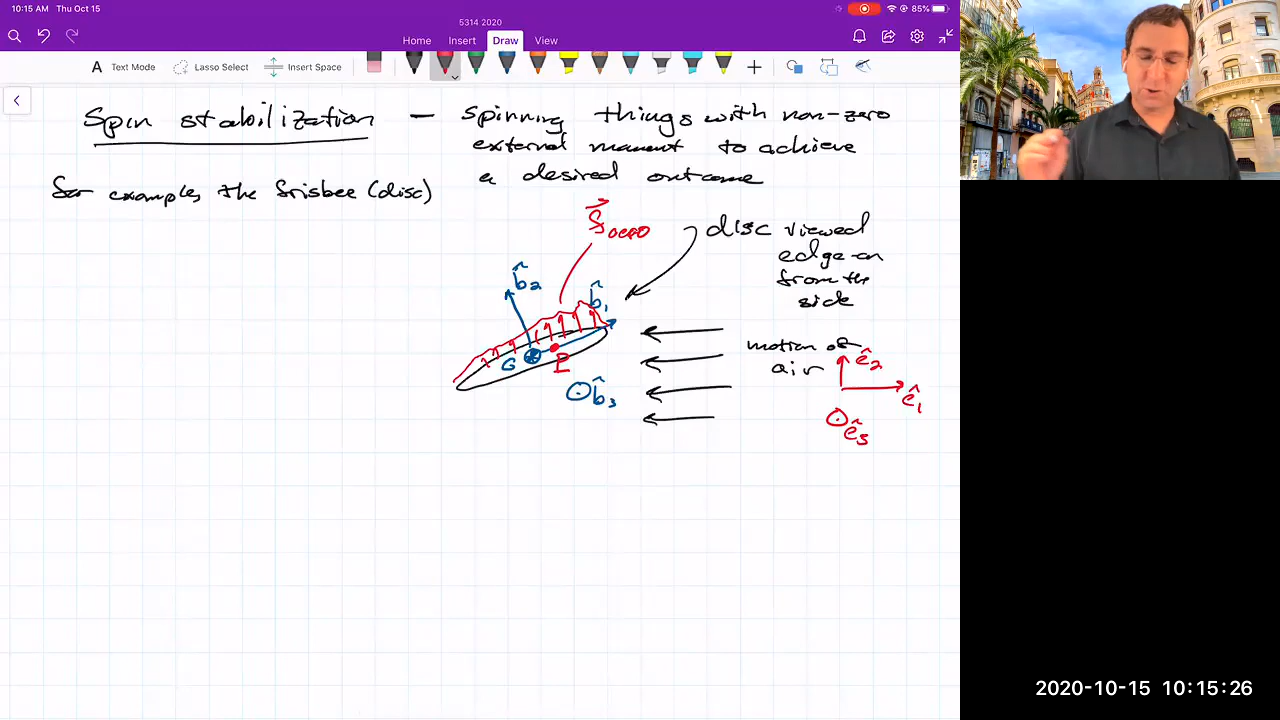 10:15 AM Thu Oct 15
85%
5314 2020
Home Insert Draw View
Text Mode
Lasso Select
Insert Space
Spin stabilization — spinning things with non-zero
external moment to achieve
a desired outcome
for examples the frisbee (disc)
f aero
disc viewed
edge-on
from the
side
b̂₂
b̂₁
G
P
b̂₃
motion of
air
ê₂
ê₁
ê₃
2020-10-15 10:15:26